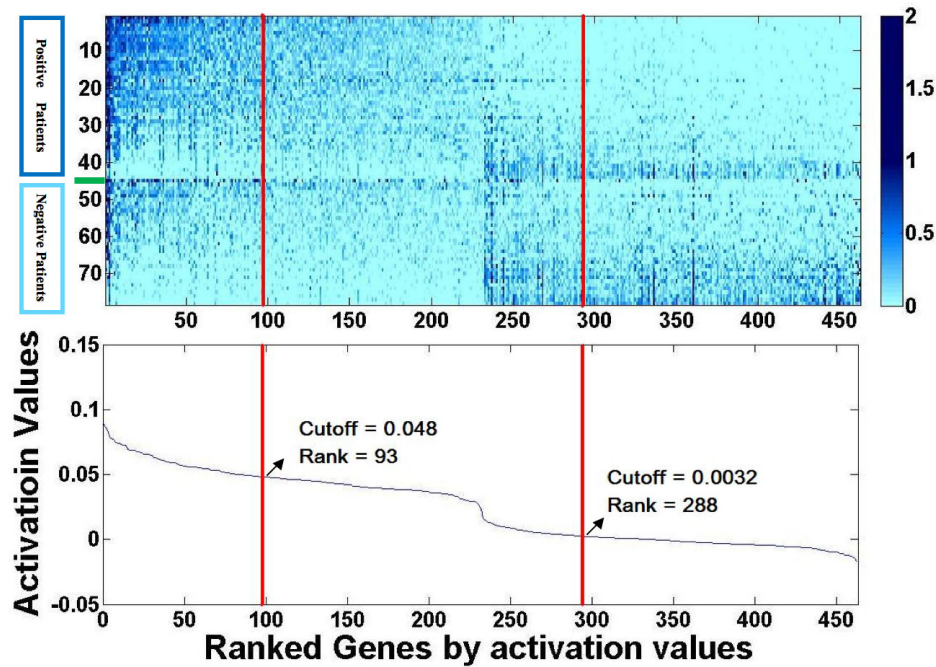 Positive Patients
Negative Patients
10
20
30
40
50
60
70
50 100 150 200 250 300 350 400 450
2
1.5
1
0.5
0
Activatioin Values
0.15
0.1
0.05
0
-0.05
Cutoff = 0.048
Rank = 93
Cutoff = 0.0032
Rank = 288
0 50 100 150 200 250 300 350 400 450
Ranked Genes by activation values